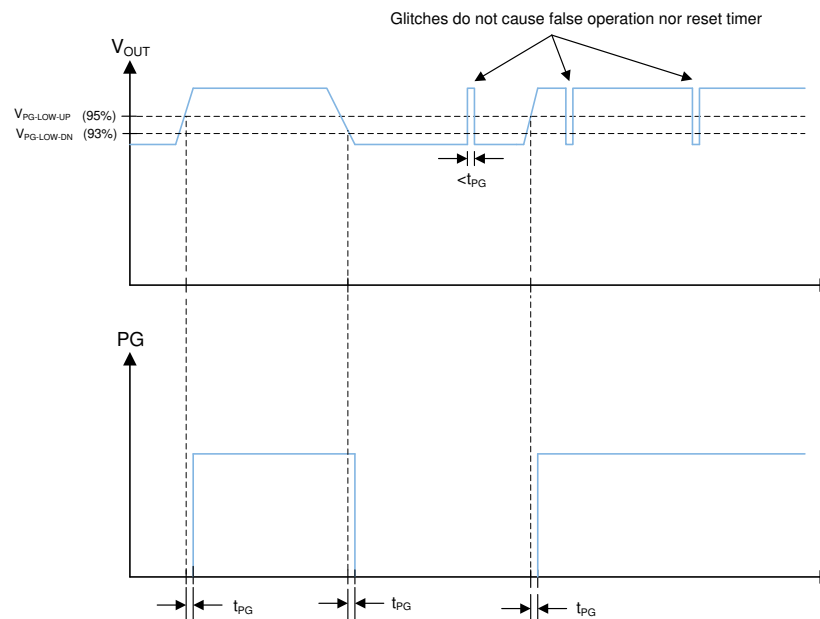 Glitches do not cause false operation nor reset timer
VOUT
VPG-LOW-UP (95%)
VPG-LOW-DN (93%)
<tPG
PG
tPG
tPG
tPG